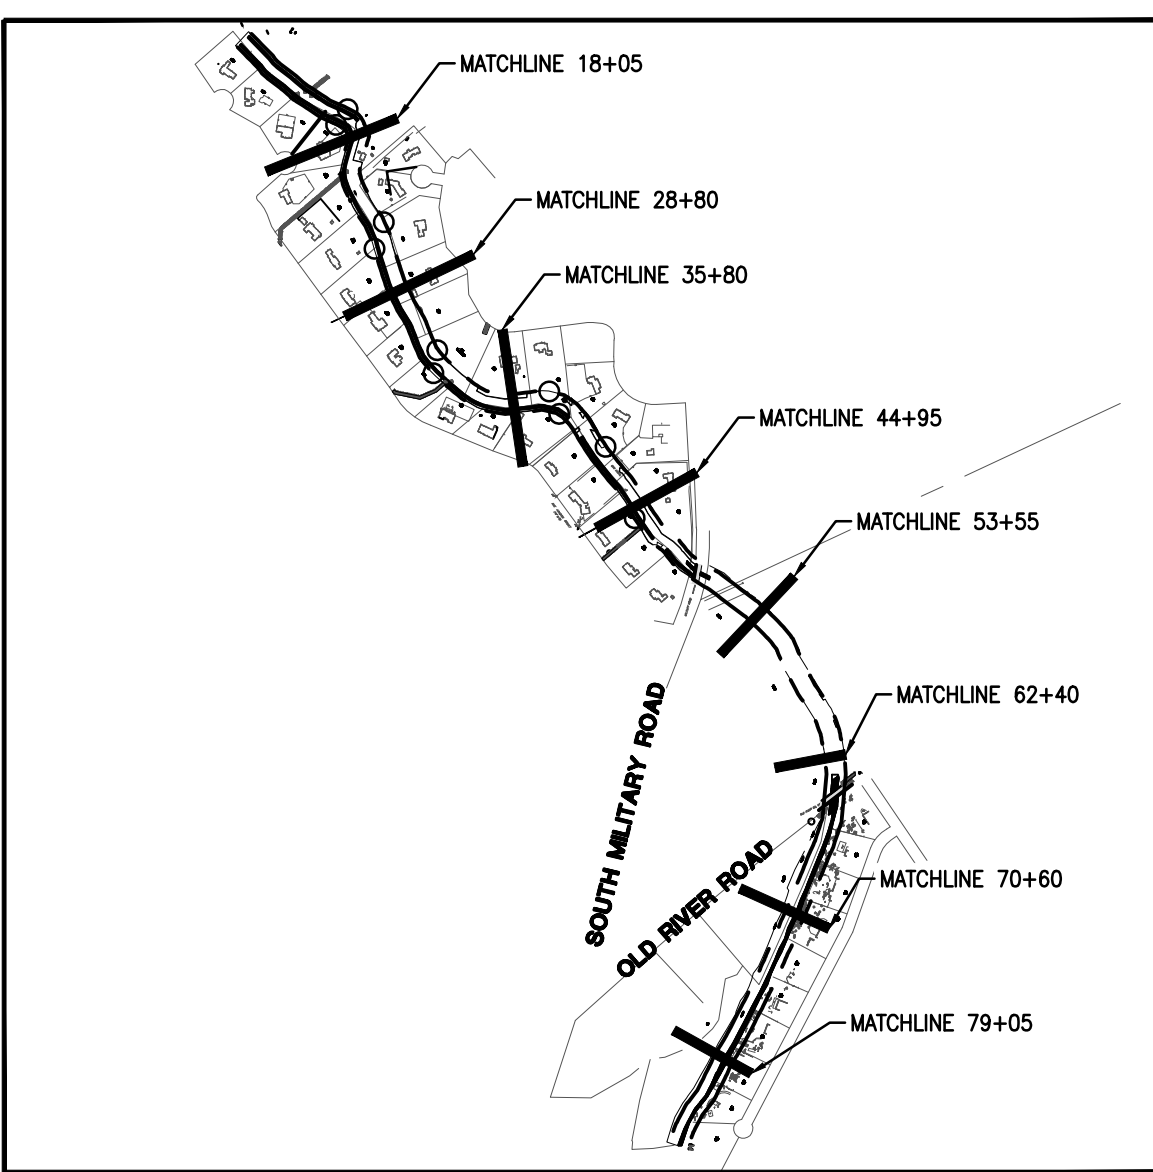 MATCHLINE 18+05
MATCHLINE 28+80
MATCHLINE 35+80
MATCHLINE 44+95
MATCHLINE 53+55
MATCHLINE 62+40
SOUTH MILITARY ROAD
OLD RIVER ROAD
MATCHLINE 70+60
MATCHLINE 79+05